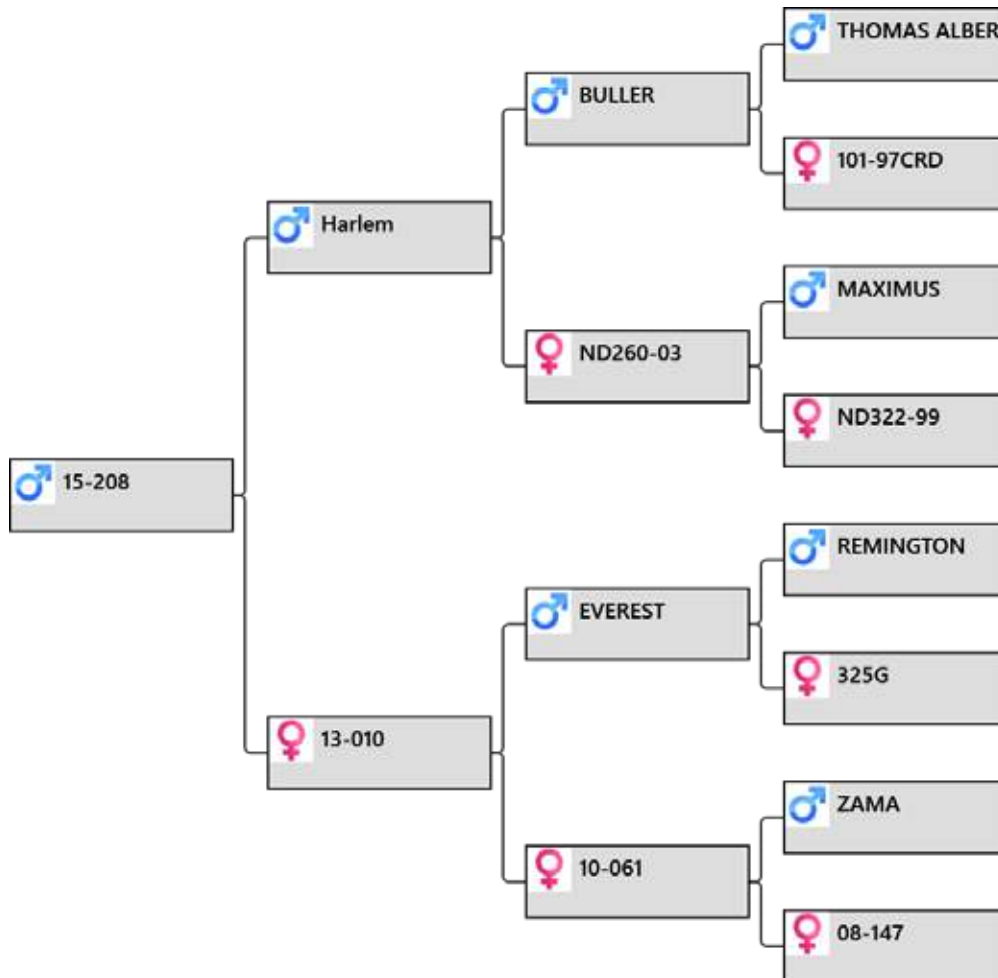 THOMAS ALBER
BULLER
101-97CRD
Harlem
MAXIMUS
ND260-03
ND322-99
15-208
REMINGTON
EVEREST
325G
13-010
ZAMA
10-061
08-147